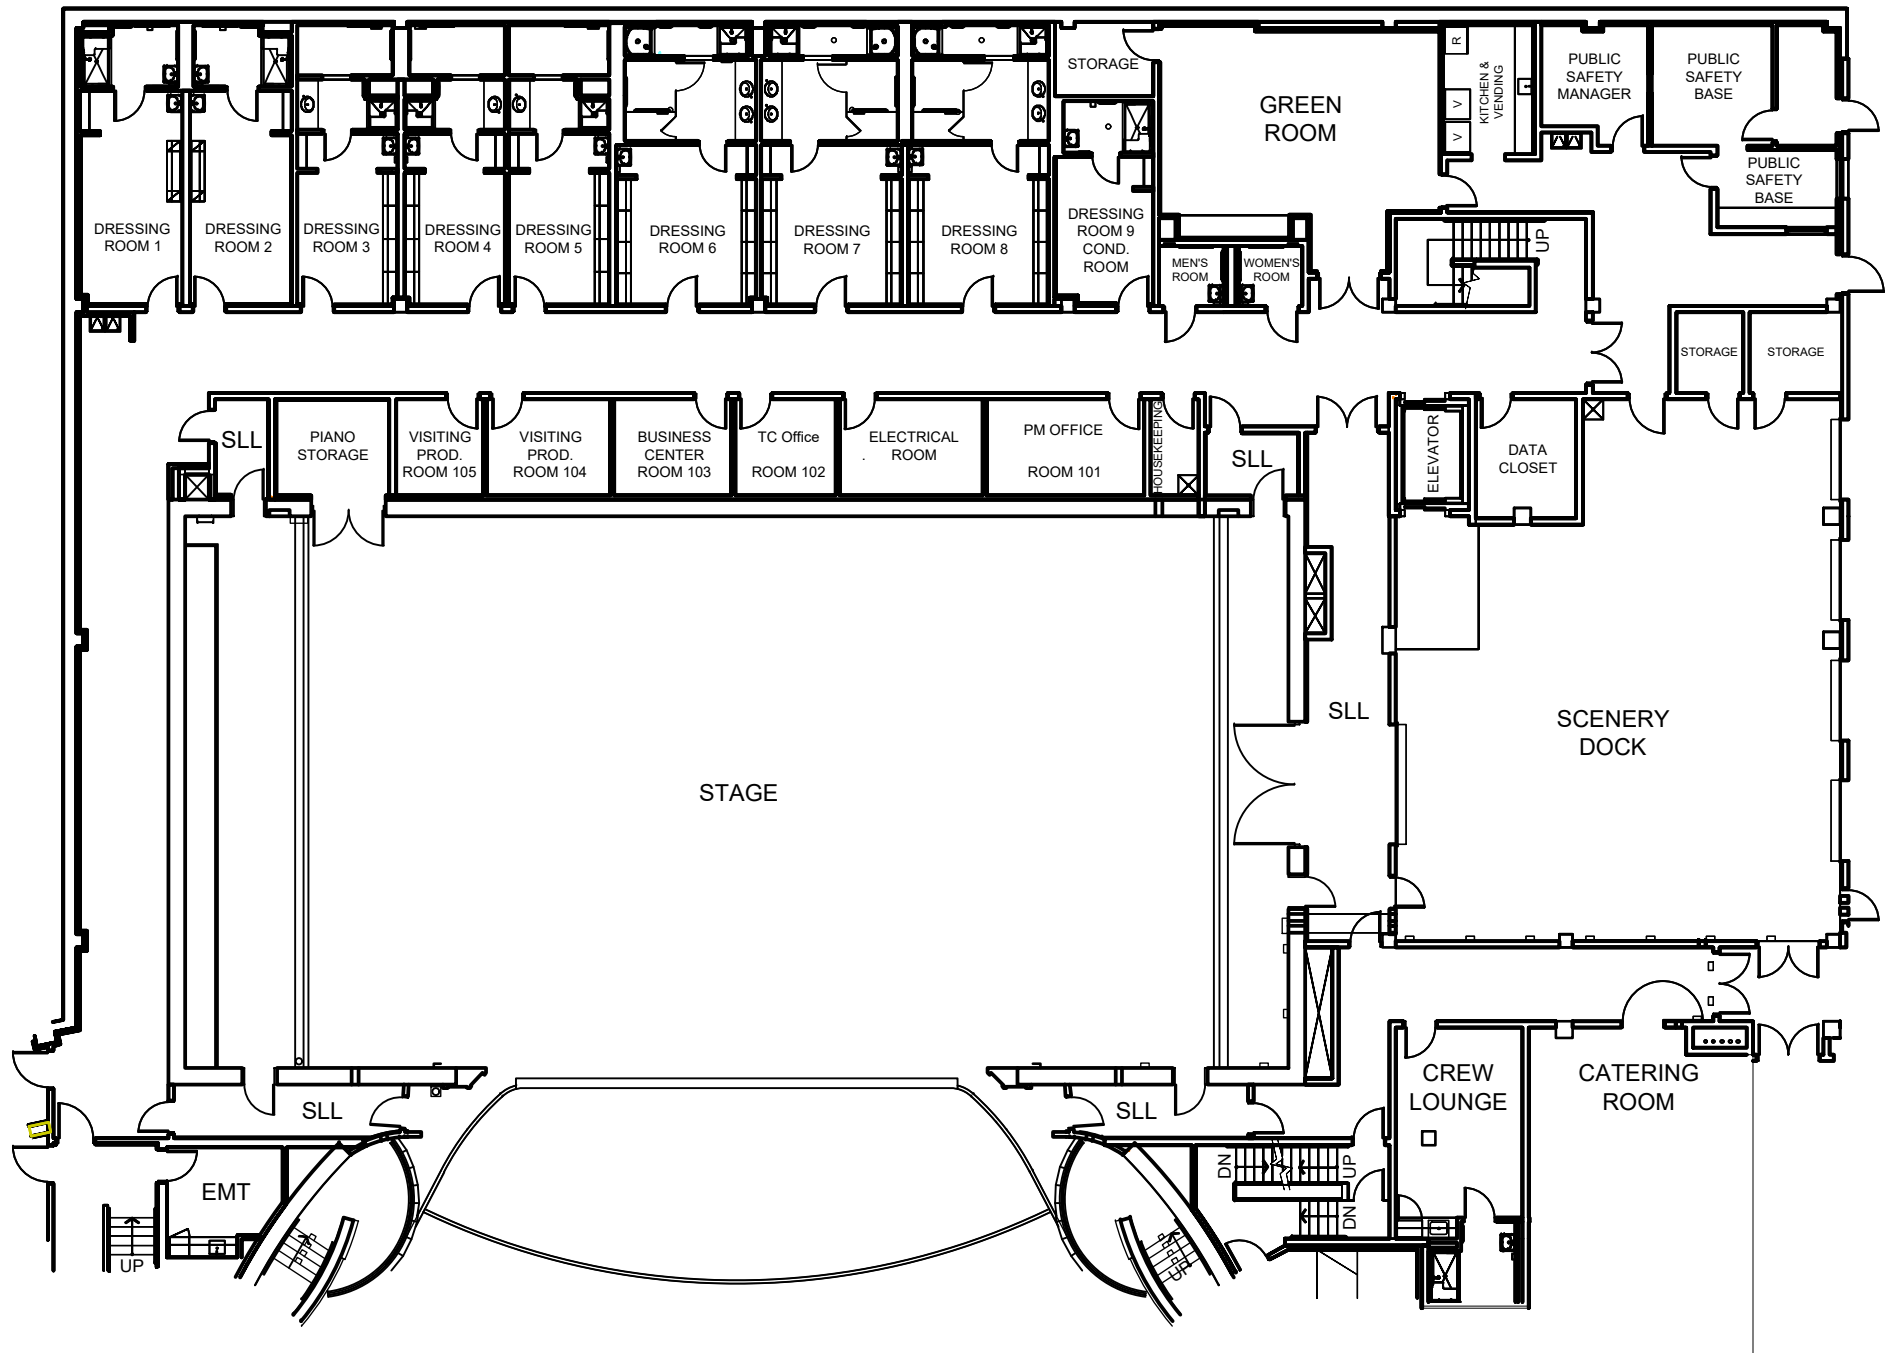 STORAGE
GREEN
ROOM
R
V
V
KITCHEN &
VENDING
PUBLIC
SAFETY
MANAGER
PUBLIC
SAFETY
BASE
PUBLIC
SAFETY
BASE
DRESSING
ROOM 1
DRESSING
ROOM 2
DRESSING
ROOM 3
DRESSING
ROOM 4
DRESSING
ROOM 5
DRESSING
ROOM 6
DRESSING
ROOM 7
DRESSING
ROOM 8
DRESSING
ROOM 9
COND.
ROOM
MEN'S
ROOM
WOMEN'S
ROOM
UP
STORAGE
STORAGE
SLL
PIANO
STORAGE
VISITING
PROD.
ROOM 105
VISITING
PROD.
ROOM 104
BUSINESS
CENTER
ROOM 103
TC Office
ROOM 102
ELECTRICAL
ROOM
.
PM OFFICE
ROOM 101
HOUSEKEEPING
SLL
ELEVATOR
DATA
CLOSET
SLL
SCENERY
DOCK
STAGE
SLL
SLL
CREW
LOUNGE
CATERING
ROOM
EMT
UP
UP
UP
DN
UP
DN